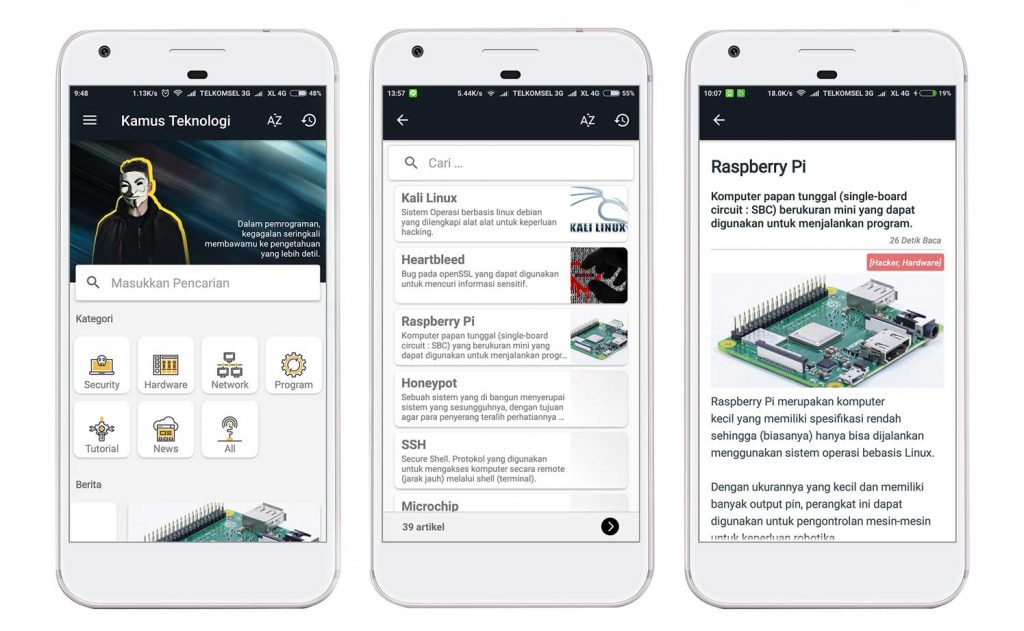 9:48
1.13K/s TELKOMSEL 3G XL 4G 48%
Kamus Teknologi
AZ
Dalam pemrograman,
kegagalan seringkali
membawamu ke pengetahuan
yang lebih detil.
Masukkan Pencarian
Kategori
Security
Hardware
Network
Program
Tutorial
News
All
Berita
13:57
5.44K/s TELKOMSEL 3G XL 4G 55%
AZ
Cari ...
Kali Linux
Sistem Operasi berbasis linux debian
yang dilengkapi alat alat untuk keperluan
hacking.
KALI LINUX
Heartbleed
Bug pada openSSL yang dapat digunakan
untuk mencuri informasi sensitif.
Raspberry Pi
Komputer papan tunggal (single-board
circuit : SBC) yang berukuran mini yang
dapat digunakan untuk menjalankan progr...
Honeypot
Sebuah sistem yang di bangun menyerupai
sistem yang sesungguhnya, dengan tujuan
agar para penyerang teralih perhatiannya ...
SSH
Secure Shell. Protokol yang digunakan
untuk mengakses komputer secara remote
(jarak jauh) melalui shell (terminal).
Microchip
39 artikel
10:07
18.0K/s TELKOMSEL 3G XL 4G 19%
Raspberry Pi
Komputer papan tunggal (single-board
circuit : SBC) berukuran mini yang dapat
digunakan untuk menjalankan program.
26 Detik Baca
[Hacker, Hardware]
Raspberry Pi merupakan komputer
kecil yang memiliki spesifikasi rendah
sehingga (biasanya) hanya bisa dijalankan
menggunakan sistem operasi bebasis Linux.
Dengan ukurannya yang kecil dan memiliki
banyak output pin, perangkat ini dapat
digunakan untuk pengontrolan mesin-mesin
untuk keperluan robotika